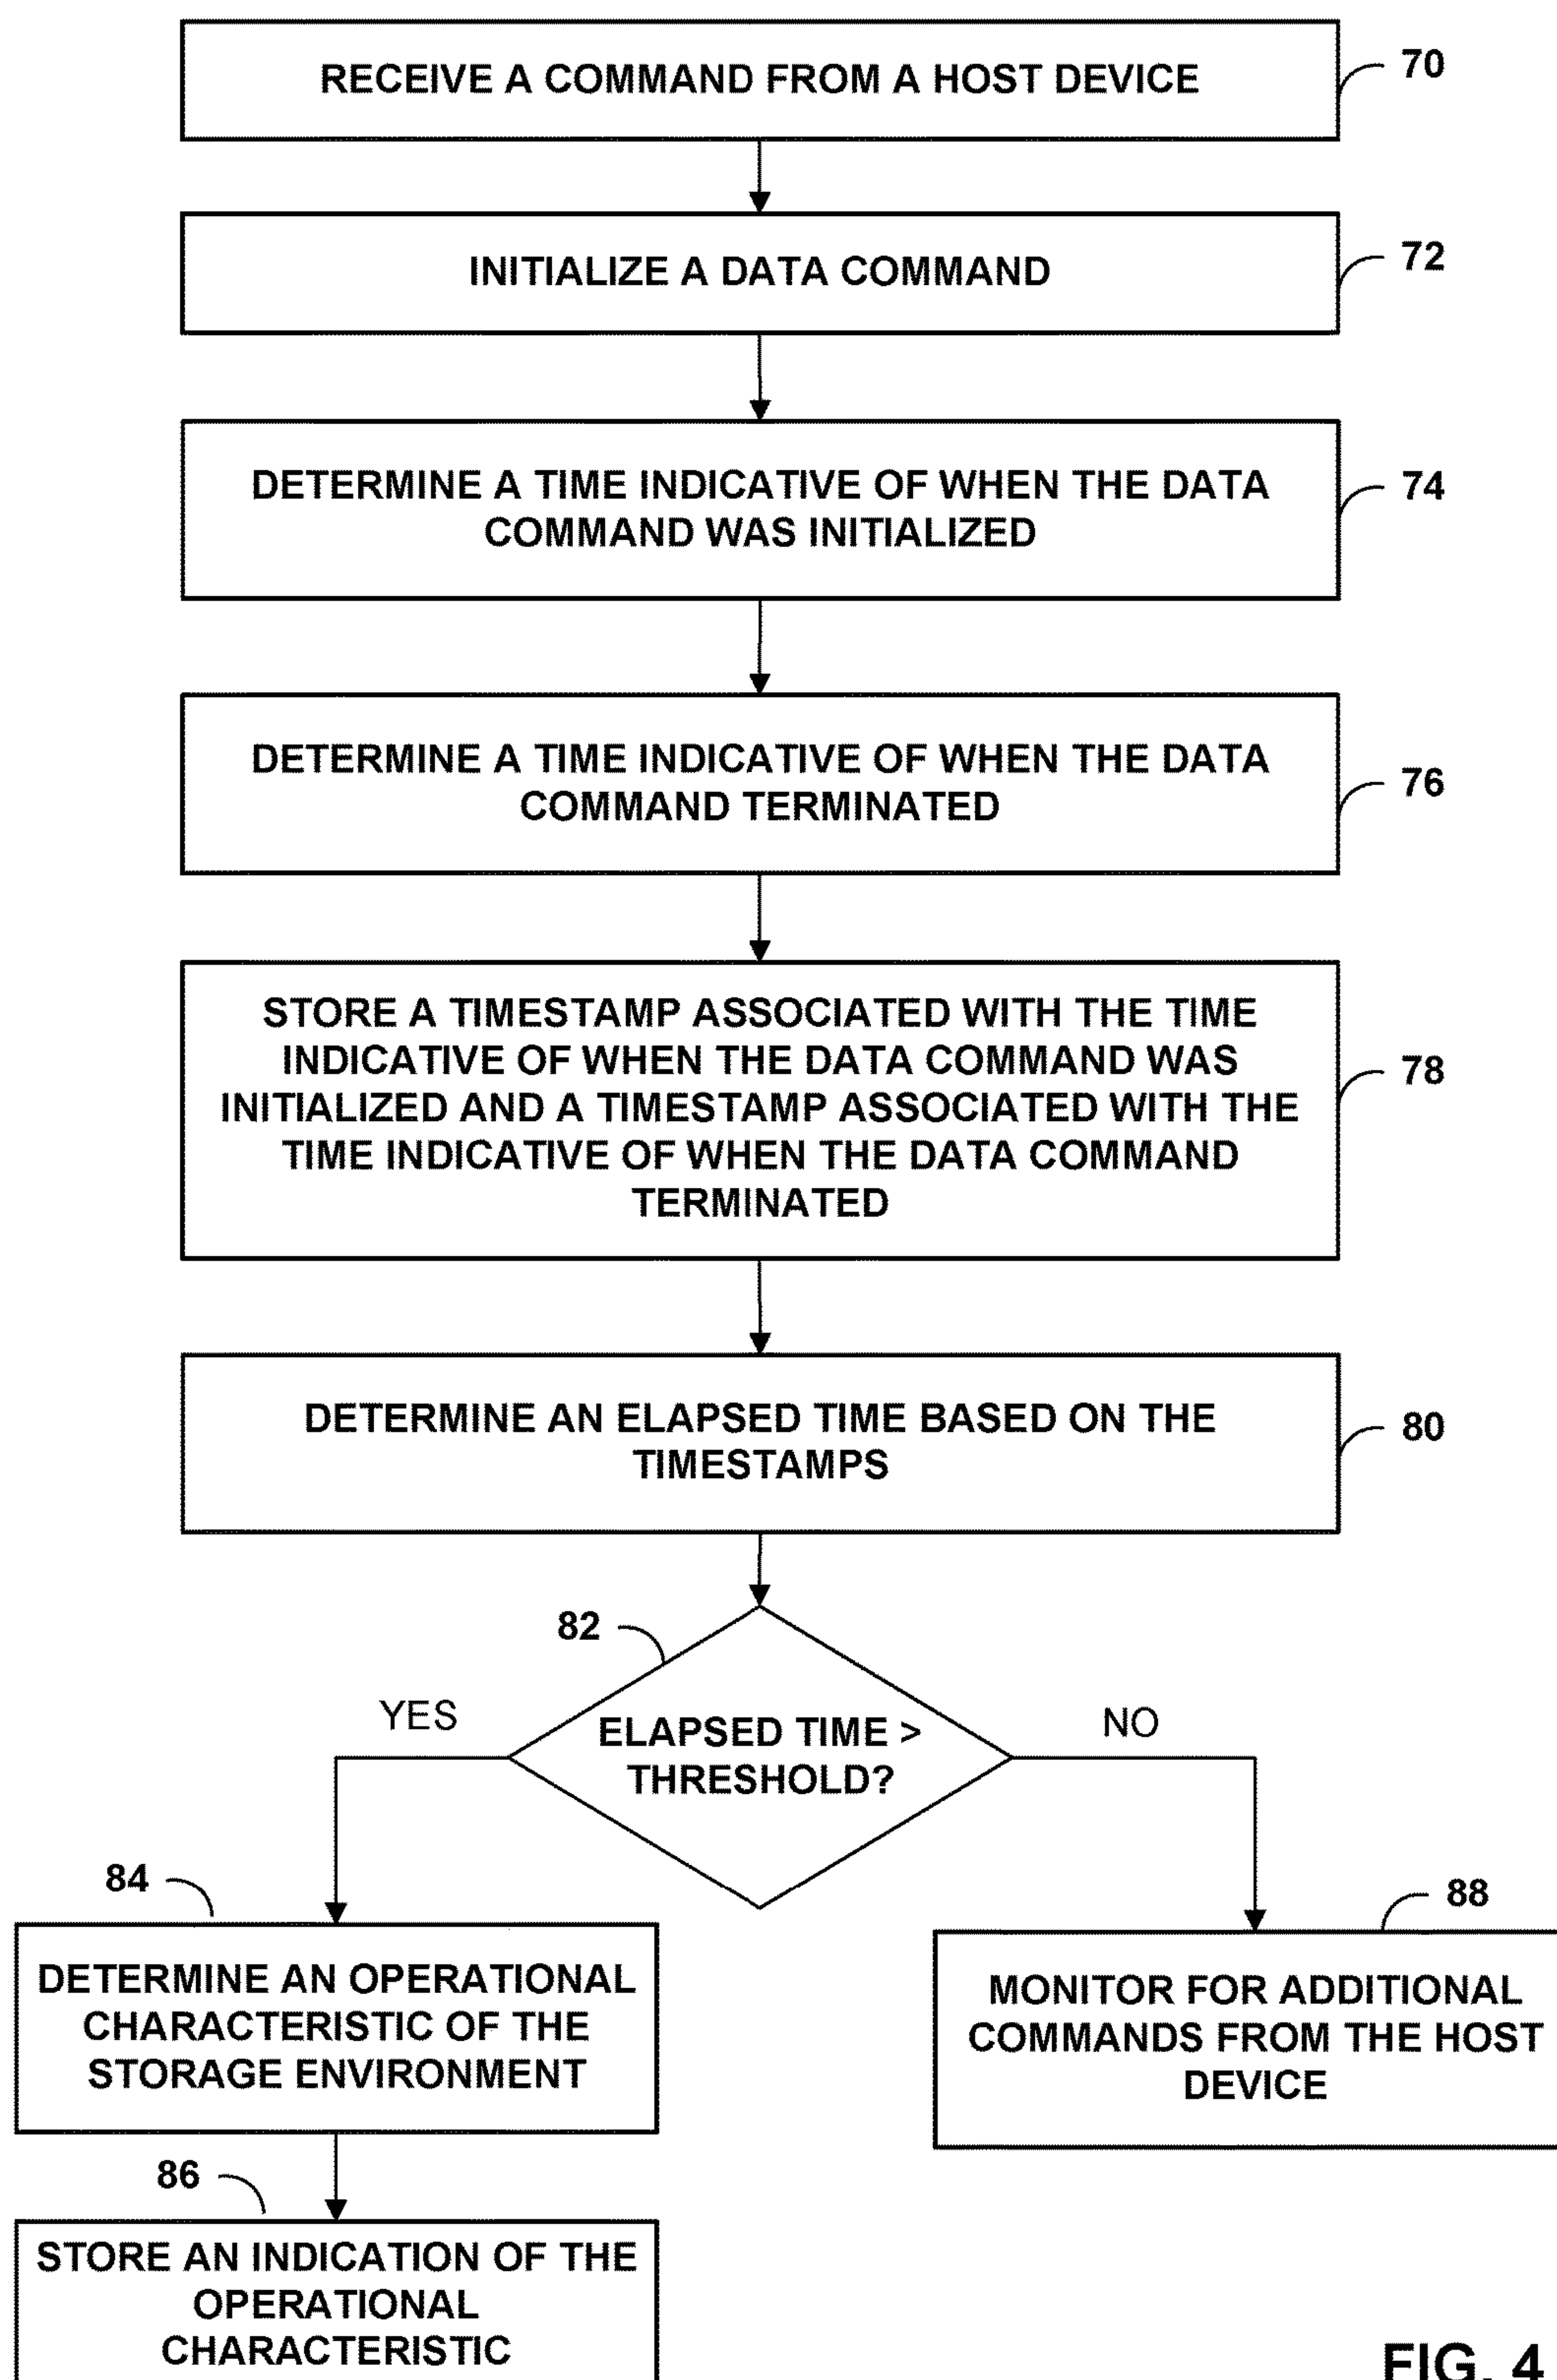 RECEIVE A COMMAND FROM A HOST DEVICE
70
INITIALIZE A DATA COMMAND
72
DETERMINE A TIME INDICATIVE OF WHEN THE DATA
COMMAND WAS INITIALIZED
74
DETERMINE A TIME INDICATIVE OF WHEN THE DATA
COMMAND TERMINATED
76
STORE A TIMESTAMP ASSOCIATED WITH THE TIME
INDICATIVE OF WHEN THE DATA COMMAND WAS
INITIALIZED AND A TIMESTAMP ASSOCIATED WITH THE
TIME INDICATIVE OF WHEN THE DATA COMMAND
TERMINATED
78
DETERMINE AN ELAPSED TIME BASED ON THE
TIMESTAMPS
80
82
ELAPSED TIME >
THRESHOLD?
YES
NO
84
DETERMINE AN OPERATIONAL
CHARACTERISTIC OF THE
STORAGE ENVIRONMENT
88
MONITOR FOR ADDITIONAL
COMMANDS FROM THE HOST
DEVICE
86
STORE AN INDICATION OF THE
OPERATIONAL
CHARACTERISTIC
FIG. 4